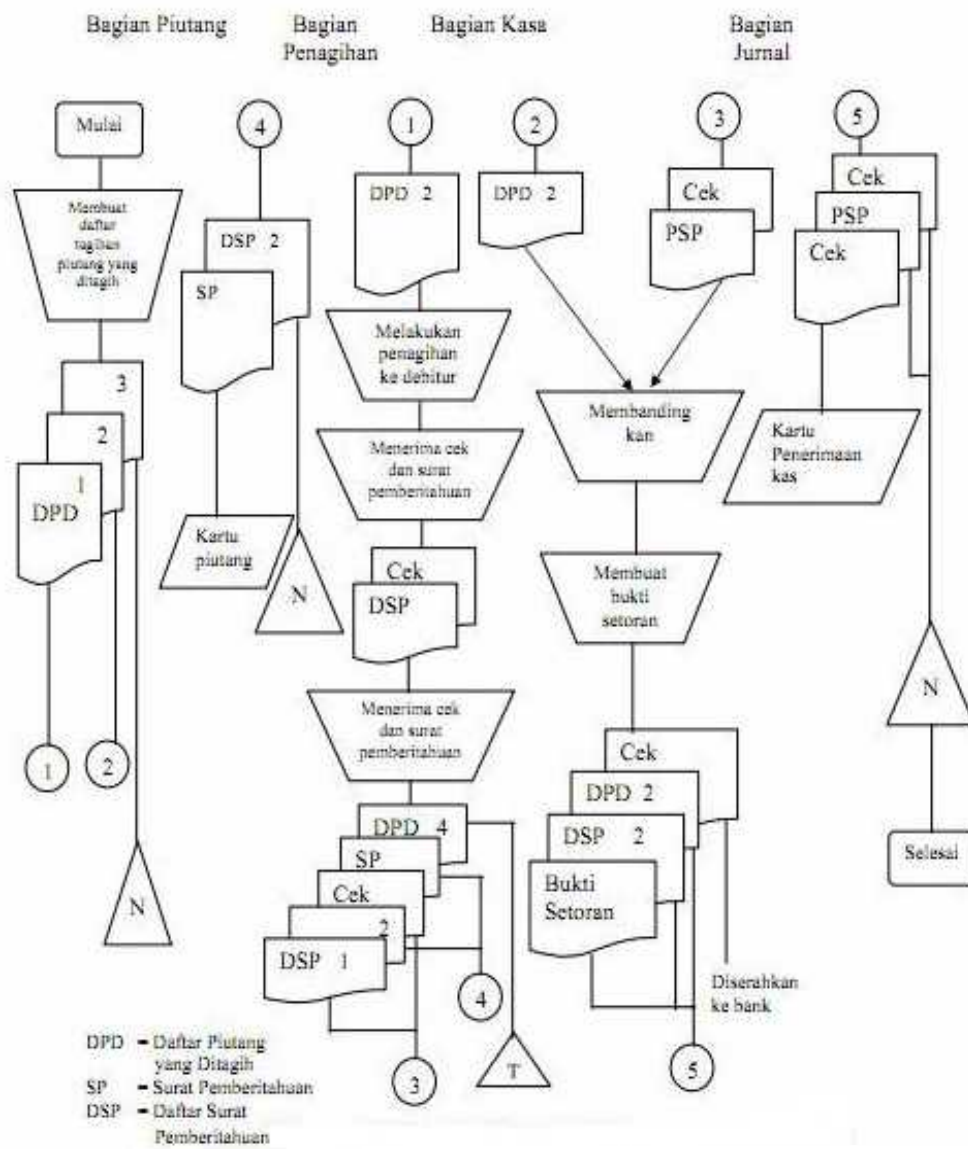 Bagian Piutang
Bagian
Penagihan
Bagian Kasa
Bagian
Jurnal
Mulai
Membuat
daftar
tagihan
piutang yang
ditagih
3
2
1
DPD
1
2
N
4
DSP 2
SP
Kartu
piutang
N
1
DPD 2
Melakukan
penagihan
ke debitur
Menerima cek
dan surat
pemberitahuan
Cek
DSP
Menerima cek
dan surat
pemberitahuan
DPD 4
SP
Cek
2
DSP 1
3
4
T
2
DPD 2
3
Cek
PSP
Membanding
kan
Membuat
bukti
setoran
Cek
DPD 2
DSP 2
Bukti
Setoran
Diserahkan
ke bank
5
5
Cek
PSP
Cek
Kartu
Penerimaan
kas
N
Selesai
DPD = Daftar Piutang
yang Ditagih
SP = Surat Pemberitahuan
DSP = Daftar Surat
Pemberitahuan